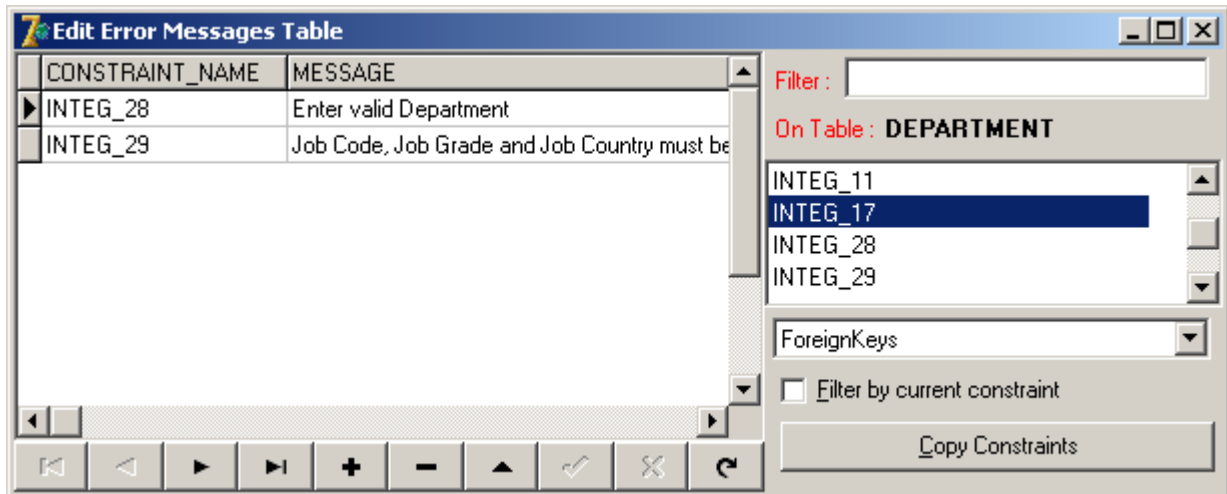 Edit Error Messages Table
CONSTRAINT_NAME MESSAGE
INTEG_28 Enter valid Department
INTEG_29 Job Code, Job Grade and Job Country must be
Filter :
On Table : DEPARTMENT
INTEG_11
INTEG_17
INTEG_28
INTEG_29
ForeignKeys
Filter by current constraint
Copy Constraints